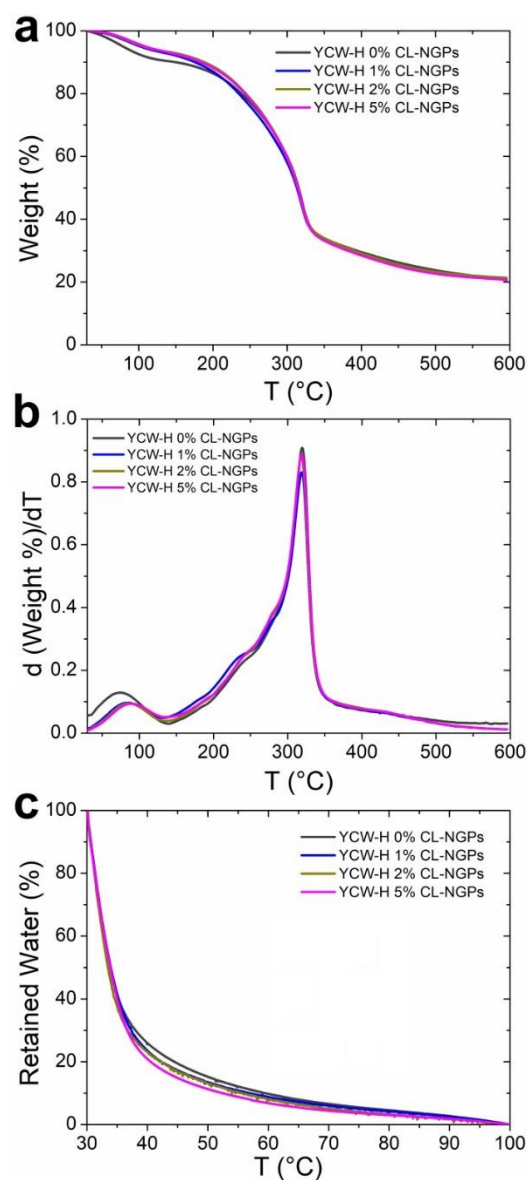 a
100
80
60
40
20
0
Weight (%)
YCW-H 0% CL-NGPs
YCW-H 1% CL-NGPs
YCW-H 2% CL-NGPs
YCW-H 5% CL-NGPs
100 200 300 400 500 600
T (°C)
b
1.0
0.8
0.6
0.4
0.2
0.0
d (Weight %)/dT
YCW-H 0% CL-NGPs
YCW-H 1% CL-NGPs
YCW-H 2% CL-NGPs
YCW-H 5% CL-NGPs
100 200 300 400 500 600
T (°C)
c
100
80
60
40
20
0
Retained Water (%)
YCW-H 0% CL-NGPs
YCW-H 1% CL-NGPs
YCW-H 2% CL-NGPs
YCW-H 5% CL-NGPs
30 40 50 60 70 80 90 100
T (°C)